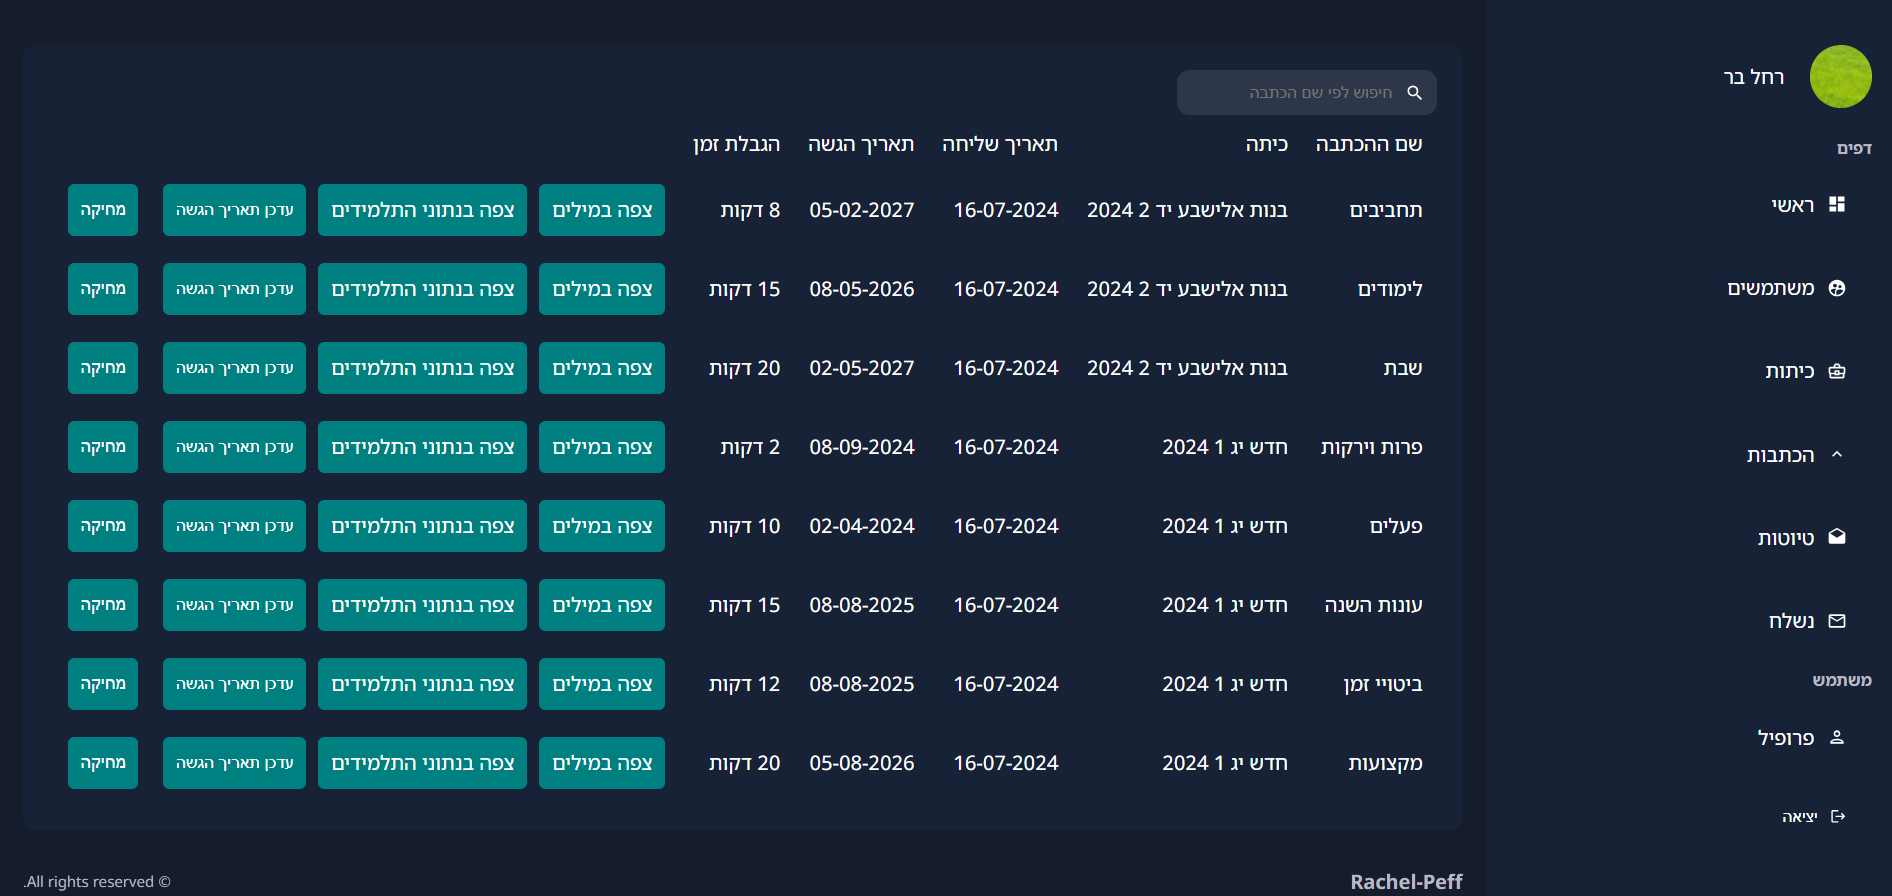 רחל בר
דפים
ראשי
משתמשים
כיתות
הכתבות
טיוטות
נשלח
משתמש
פרופיל
יציאה
חיפוש לפי שם הכתבה
שם ההכתבה כיתה תאריך שליחה תאריך הגשה הגבלת זמן
תחביבים בנות אלישבע יד 2 2024 16-07-2024 05-02-2027 8 דקות צפה במילים צפה בנתוני התלמידים עדכן תאריך הגשה מחיקה
לימודים בנות אלישבע יד 2 2024 16-07-2024 08-05-2026 15 דקות צפה במילים צפה בנתוני התלמידים עדכן תאריך הגשה מחיקה
שבת בנות אלישבע יד 2 2024 16-07-2024 02-05-2027 20 דקות צפה במילים צפה בנתוני התלמידים עדכן תאריך הגשה מחיקה
פרות וירקות חדש יג 1 2024 16-07-2024 08-09-2024 2 דקות צפה במילים צפה בנתוני התלמידים עדכן תאריך הגשה מחיקה
פעלים חדש יג 1 2024 16-07-2024 02-04-2024 10 דקות צפה במילים צפה בנתוני התלמידים עדכן תאריך הגשה מחיקה
עונות השנה חדש יג 1 2024 16-07-2024 08-08-2025 15 דקות צפה במילים צפה בנתוני התלמידים עדכן תאריך הגשה מחיקה
ביטויי זמן חדש יג 1 2024 16-07-2024 08-08-2025 12 דקות צפה במילים צפה בנתוני התלמידים עדכן תאריך הגשה מחיקה
מקצועות חדש יג 1 2024 16-07-2024 05-08-2026 20 דקות צפה במילים צפה בנתוני התלמידים עדכן תאריך הגשה מחיקה
Rachel-Peff
.All rights reserved ©